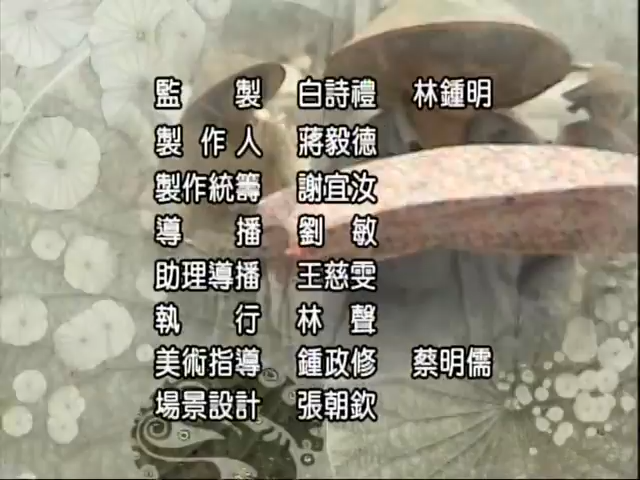 監 製 白詩禮 林鍾明
製作人 蔣毅德
製作統籌 謝宜汝
導播 劉敏
助理導播 王慈雯
執行 林聲
美術指導 鍾政修 蔡明儒
場景設計 張朝欽